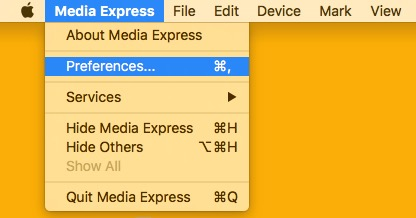 Media Express File Edit Device Mark View
About Media Express
Preferences... ⌘,
Services ▶
Hide Media Express ⌘H
Hide Others ⌥⌘H
Show All
Quit Media Express ⌘Q